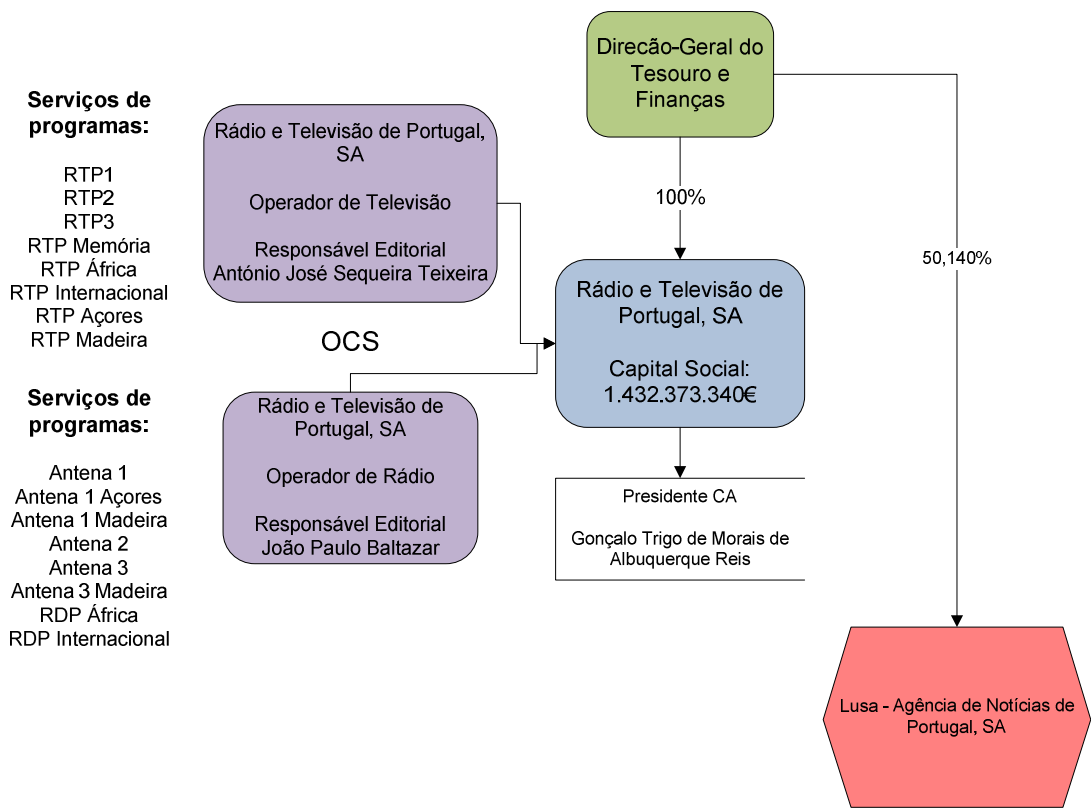 Direcão-Geral do
Tesouro e
Finanças
Serviços de
programas:
RTP1
RTP2
RTP3
RTP Memória
RTP África
RTP Internacional
RTP Açores
RTP Madeira
Rádio e Televisão de Portugal,
SA
Operador de Televisão
Responsável Editorial
António José Sequeira Teixeira
100%
50,140%
Rádio e Televisão de
Portugal, SA
Capital Social:
1.432.373.340€
OCS
Serviços de
programas:
Antena 1
Antena 1 Açores
Antena 1 Madeira
Antena 2
Antena 3
Antena 3 Madeira
RDP África
RDP Internacional
Rádio e Televisão de
Portugal, SA
Operador de Rádio
Responsável Editorial
João Paulo Baltazar
Presidente CA
Gonçalo Trigo de Morais de
Albuquerque Reis
Lusa - Agência de Notícias de
Portugal, SA